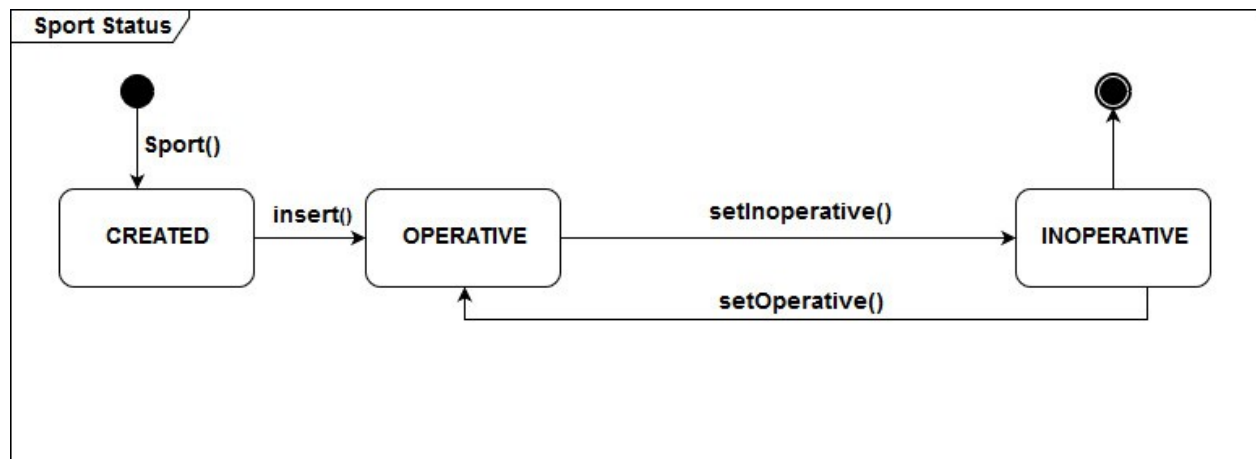 Sport Status
Sport()
CREATED
insert()
OPERATIVE
setInoperative()
INOPERATIVE
setOperative()